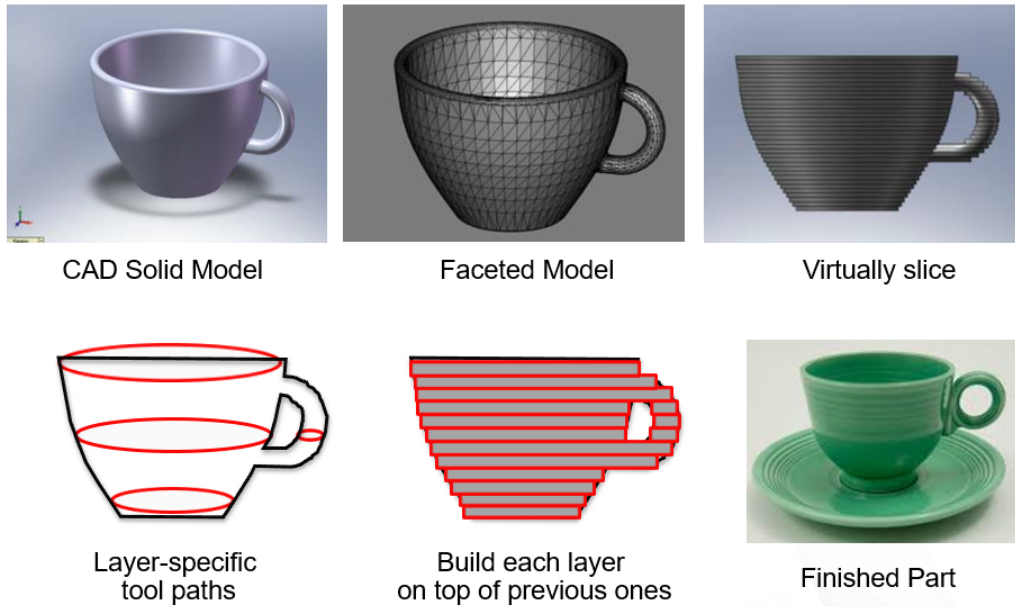 CAD Solid Model
Faceted Model
Virtually slice
Layer-specific
tool paths
Build each layer
on top of previous ones
Finished Part